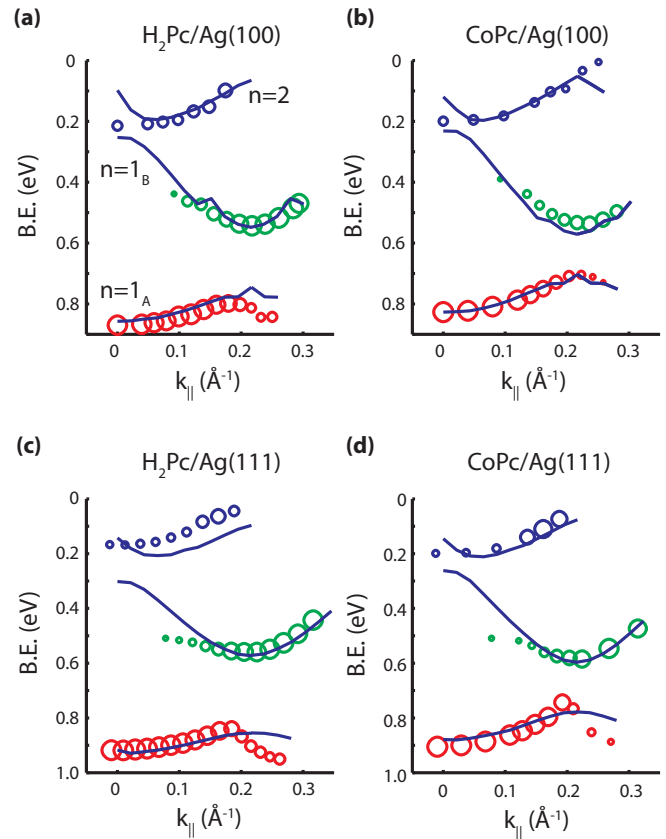 (a)
H₂Pc/Ag(100)
0
0.2
0.4
0.6
0.8
B.E. (eV)
n=2
n=1B
n=1A
0
0.1
0.2
0.3
k|| (Å⁻¹)
(b)
CoPc/Ag(100)
0
0.2
0.4
0.6
0.8
B.E. (eV)
0
0.1
0.2
0.3
k|| (Å⁻¹)
(c)
H₂Pc/Ag(111)
0
0.2
0.4
0.6
0.8
1.0
B.E. (eV)
0
0.1
0.2
0.3
k|| (Å⁻¹)
(d)
CoPc/Ag(111)
0
0.2
0.4
0.6
0.8
1.0
B.E. (eV)
0
0.1
0.2
0.3
k|| (Å⁻¹)